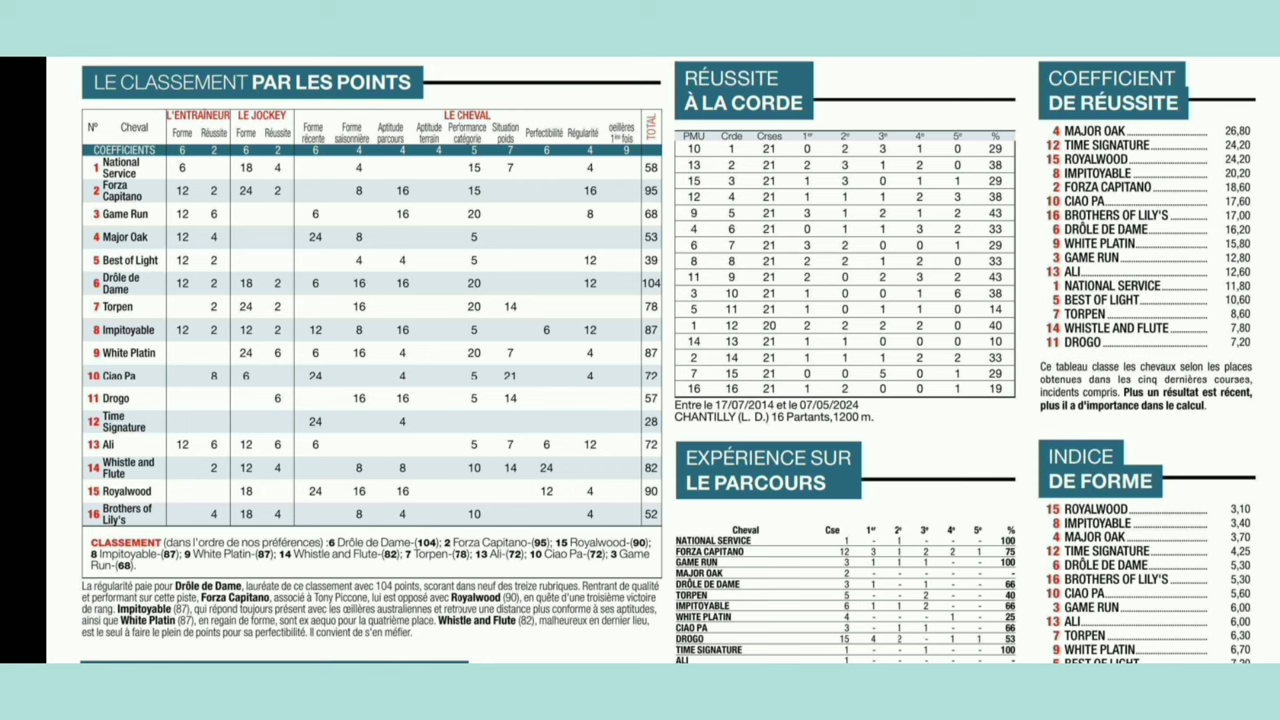 LE CLASSEMENT PAR LES POINTS
L'ENTRAÎNEUR LE JOCKEY LE CHEVAL
N° Cheval Forme Réussite Forme Réussite Forme récente Forme saisonnière Aptitude parcours Aptitude terrain Performance catégorie Situation poids Perfectibilité Régularité oeillères 1re fois TOTAL
COEFFICIENTS 6 2 6 2 6 4 4 4 5 7 6 4 9
1 National Service 6 18 4 4 15 7 4 58
2 Forza Capitano 12 2 24 2 8 16 15 16 95
3 Game Run 12 6 6 16 20 8 68
4 Major Oak 12 4 24 8 5 53
5 Best of Light 12 2 4 4 5 12 39
6 Drôle de Dame 12 2 18 2 6 16 16 20 12 104
7 Torpen 2 24 2 16 20 14 78
8 Impitoyable 12 2 12 2 12 8 16 5 6 12 87
9 White Platin 24 6 6 16 4 20 7 4 87
10 Ciao Pa 8 6 24 4 5 21 4 72
11 Drogo 6 16 16 5 14 57
12 Time Signature 24 4 28
13 Ali 12 6 12 6 6 5 7 6 12 72
14 Whistle and Flute 2 12 4 8 8 10 14 24 82
15 Royalwood 18 24 16 16 12 4 90
16 Brothers of Lily's 4 18 4 8 4 10 4 52
CLASSEMENT (dans l'ordre de nos préférences) :6 Drôle de Dame-(104); 2 Forza Capitano-(95); 15 Royalwood-(90);
8 Impitoyable-(87); 9 White Platin-(87); 14 Whistle and Flute-(82); 7 Torpen-(78); 13 Ali-(72); 10 Ciao Pa-(72); 3 Game
Run-(68).
La régularité paie pour Drôle de Dame, lauréate de ce classement avec 104 points, scorant dans neuf des treize rubriques. Rentrant de qualité
et performant sur cette piste, Forza Capitano, associé à Tony Piccone, lui est opposé avec Royalwood (90), en quête d'une troisième victoire
de rang. Impitoyable (87), qui répond toujours présent avec les œillères australiennes et retrouve une distance plus conforme à ses aptitudes,
ainsi que White Platin (87), en regain de forme, sont ex aequo pour la quatrième place. Whistle and Flute (82), malheureux en dernier lieu,
est le seul à faire le plein de points pour sa perfectibilité. Il convient de s'en méfier.
RÉUSSITE
À LA CORDE
PMU Crde Crses 1er 2e 3e 4e 5e %
10 1 21 0 2 3 1 0 29
13 2 21 2 3 1 2 0 38
15 3 21 1 3 0 1 1 29
12 4 21 1 1 1 2 3 38
9 5 21 3 1 2 1 2 43
4 6 21 0 1 1 3 2 33
6 7 21 3 2 0 0 1 29
8 8 21 2 2 1 2 0 33
11 9 21 2 0 2 3 2 43
3 10 21 1 0 0 1 6 38
5 11 21 1 0 1 1 0 14
1 12 20 2 2 2 2 0 40
14 13 21 1 1 0 0 0 10
2 14 21 1 1 1 2 2 33
7 15 21 0 0 5 0 1 29
16 16 21 1 2 0 0 1 19
Entre le 17/07/2014 et le 07/05/2024
CHANTILLY (L. D.) 16 Partants,1200 m.
EXPÉRIENCE SUR
LE PARCOURS
Cheval Cse 1er 2e 3e 4e 5e %
NATIONAL SERVICE 1 - 1 - - - 100
FORZA CAPITANO 12 3 1 2 2 1 75
GAME RUN 3 1 1 1 - - 100
MAJOR OAK 2 - - - - - -
DRÔLE DE DAME 3 1 - 1 - - 66
TORPEN 5 - - 2 - - 40
IMPITOYABLE 6 1 1 2 - - 66
WHITE PLATIN 4 - - - 1 - 25
CIAO PA 3 - 1 1 - - 66
DROGO 15 4 2 - 1 1 53
TIME SIGNATURE 1 - - 1 - - 100
ALI 1 - - - - - -
COEFFICIENT
DE RÉUSSITE
4 MAJOR OAK 26,80
12 TIME SIGNATURE 24,20
15 ROYALWOOD 24,20
8 IMPITOYABLE 20,20
2 FORZA CAPITANO 18,60
10 CIAO PA 17,60
16 BROTHERS OF LILY'S 17,00
6 DRÔLE DE DAME 16,20
9 WHITE PLATIN 15,80
3 GAME RUN 12,80
13 ALI 12,60
1 NATIONAL SERVICE 11,80
5 BEST OF LIGHT 10,60
7 TORPEN 8,60
14 WHISTLE AND FLUTE 7,80
11 DROGO 7,20
Ce tableau classe les chevaux selon les places
obtenues dans les cinq dernières courses,
incidents compris. Plus un résultat est récent,
plus il a d'importance dans le calcul.
INDICE
DE FORME
15 ROYALWOOD 3,10
8 IMPITOYABLE 3,40
4 MAJOR OAK 3,70
12 TIME SIGNATURE 4,25
6 DRÔLE DE DAME 5,30
16 BROTHERS OF LILY'S 5,30
10 CIAO PA 5,60
3 GAME RUN 6,00
13 ALI 6,00
7 TORPEN 6,30
9 WHITE PLATIN 6,70
5 BEST OF LIGHT 7,20